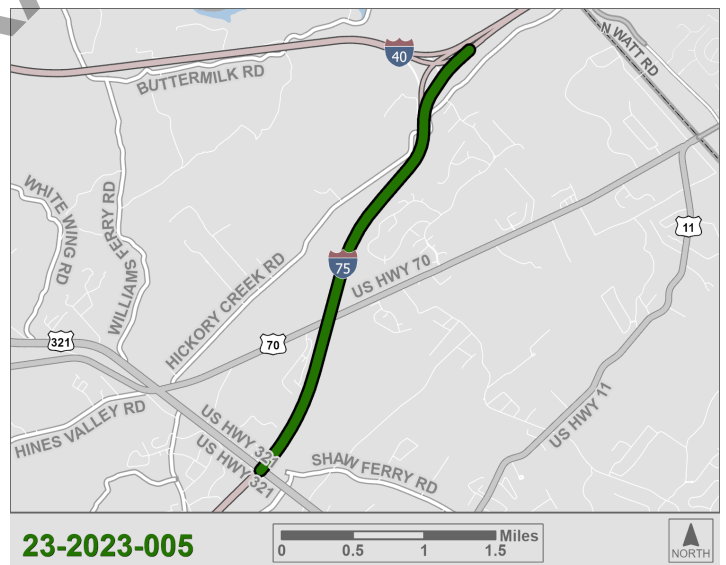 N WATT RD
40
BUTTERMILK RD
WHITE WING RD
WILLIAMS FERRY RD
11
75
US HWY 70
HICKORY CREEK RD
321
70
US HWY 11
HINES VALLEY RD
US HWY 321
US HWY 321
SHAW FERRY RD
23-2023-005
Miles
0 0.5 1 1.5
NORTH